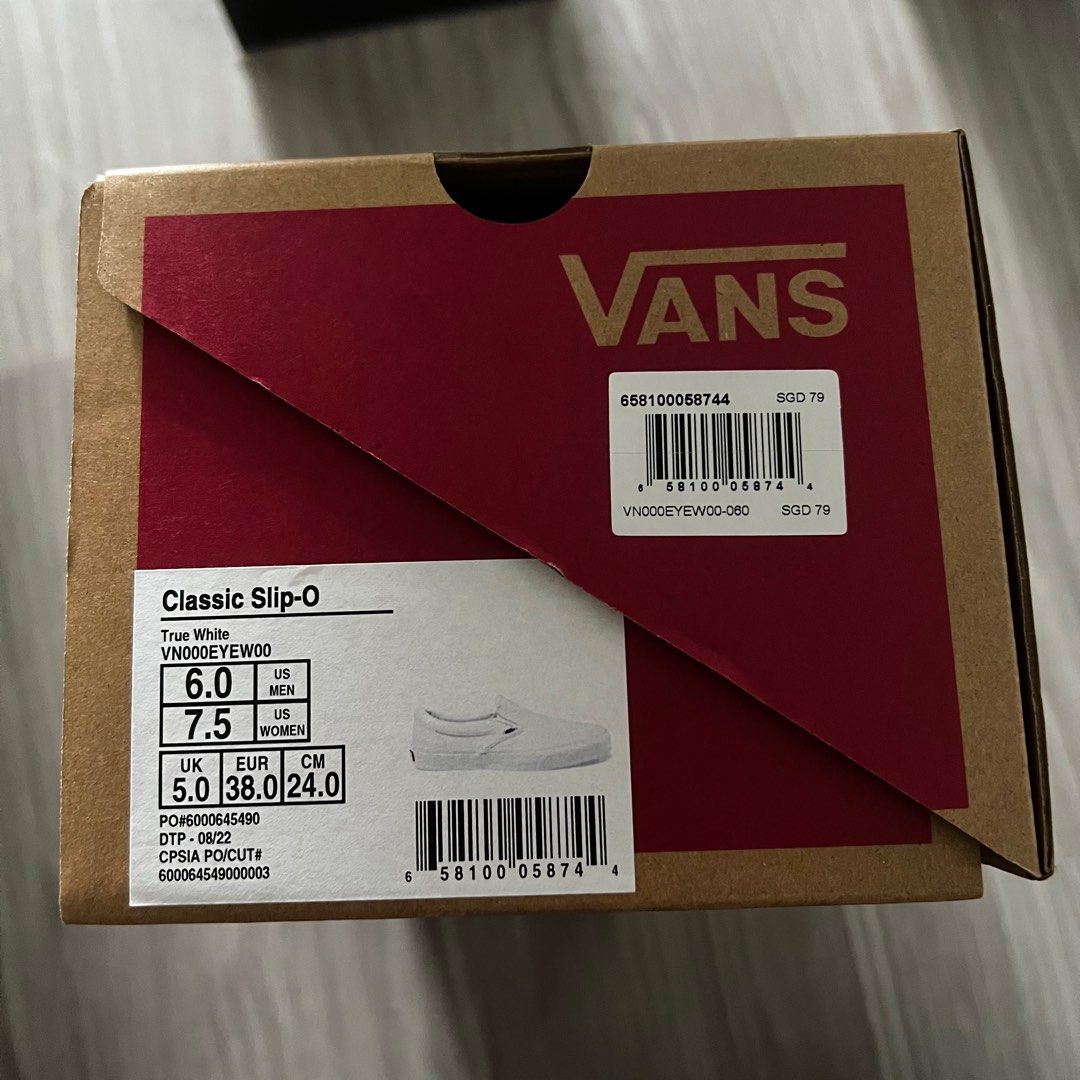 VANS
658100058744 SGD 79
6 58100 05874 4
VN000EYEW00-060 SGD 79
Classic Slip-O
True White
VN000EYEW00
6.0 US MEN
7.5 US WOMEN
UK EUR CM
5.0 38.0 24.0
PO#6000645490
DTP - 08/22
CPSIA PO/CUT#
600064549000003
6 58100 05874 4